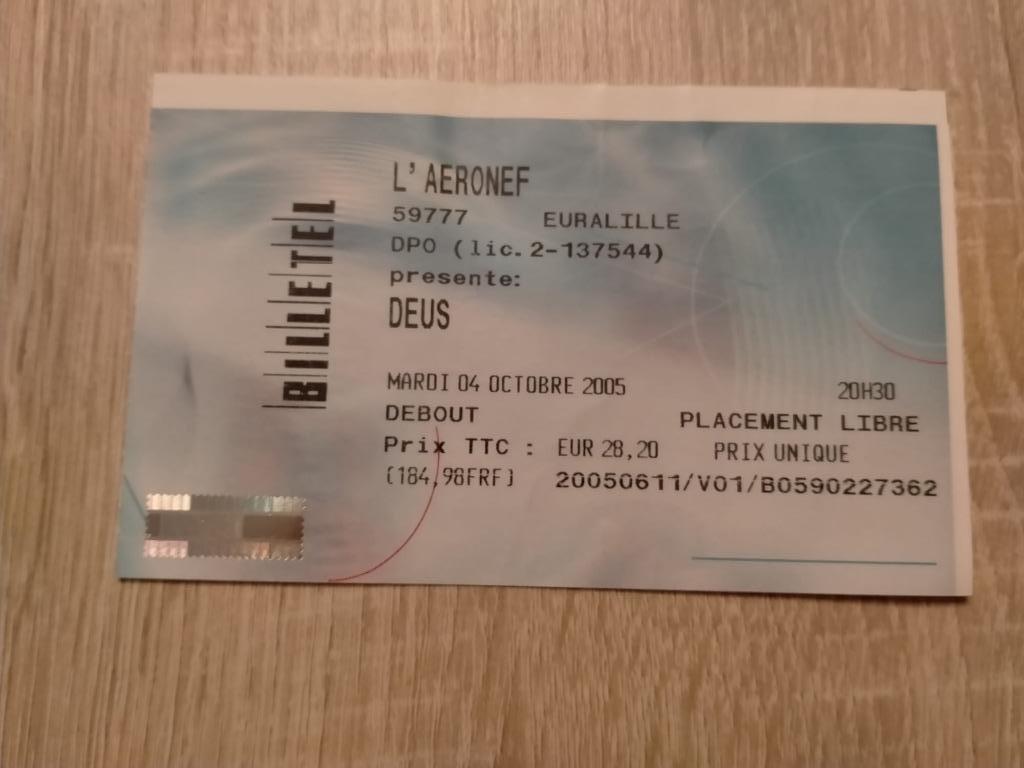 BILLETEL
L'AERONEF
59777 EURALILLE
DPO (lic.2-137544)
presente:
DEUS
MARDI 04 OCTOBRE 2005 20H30
DEBOUT PLACEMENT LIBRE
Prix TTC : EUR 28,20 PRIX UNIQUE
(184,98FRF) 20050611/V01/B0590227362